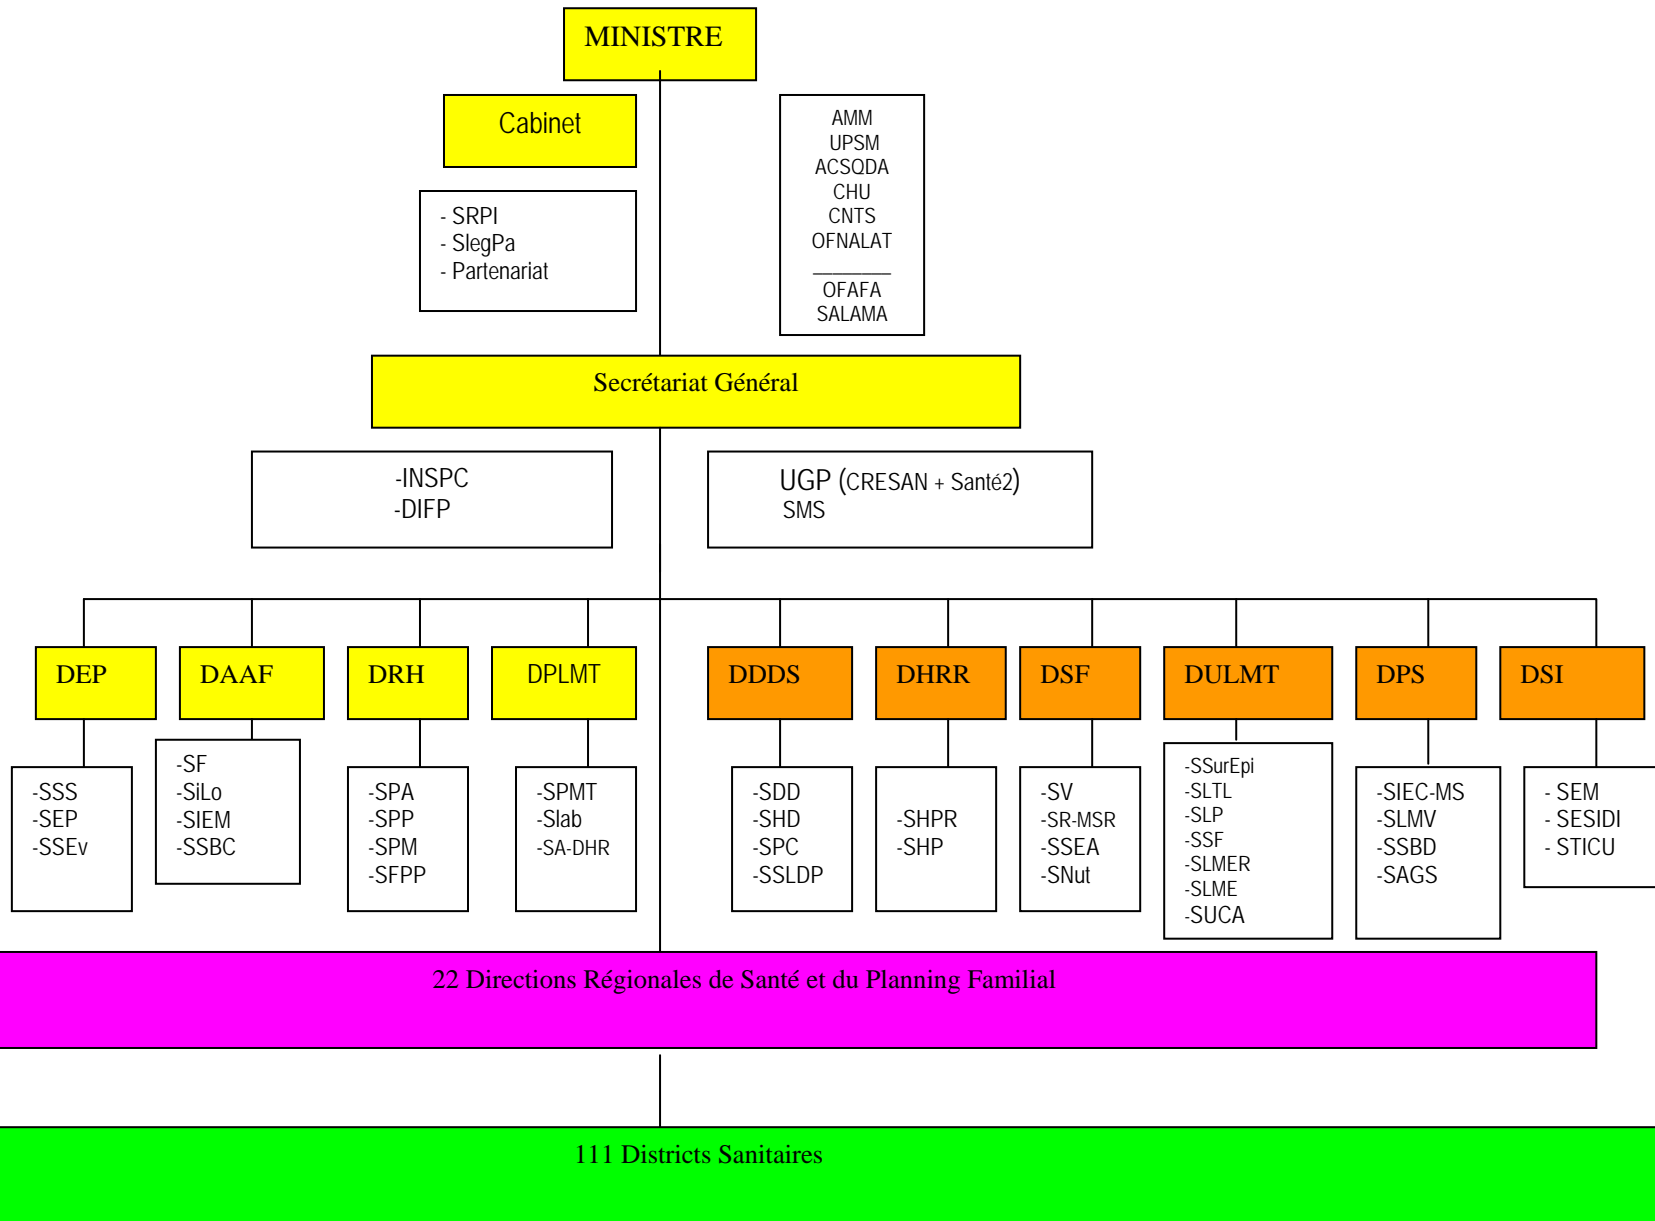 MINISTRE
Cabinet
- SRPI
- SlegPa
- Partenariat
AMM
UPSM
ACSQDA
CHU
CNTS
OFNALAT
________
OFAFA
SALAMA
Secrétariat Général
-INSPC
-DIFP
UGP (CRESAN + Santé2)
SMS
DEP
DAAF
DRH
DPLMT
DDDS
DHRR
DSF
DULMT
DPS
DSI
-SSS
-SEP
-SSEv
-SF
-SiLo
-SIEM
-SSBC
-SPA
-SPP
-SPM
-SFPP
-SPMT
-Slab
-SA-DHR
-SDD
-SHD
-SPC
-SSLDP
-SHPR
-SHP
-SV
-SR-MSR
-SSEA
-SNut
-SSurEpi
-SLTL
-SLP
-SSF
-SLMER
-SLME
-SUCA
-SIEC-MS
-SLMV
-SSBD
-SAGS
- SEM
- SESIDI
- STICU
22 Directions Régionales de Santé et du Planning Familial
111 Districts Sanitaires